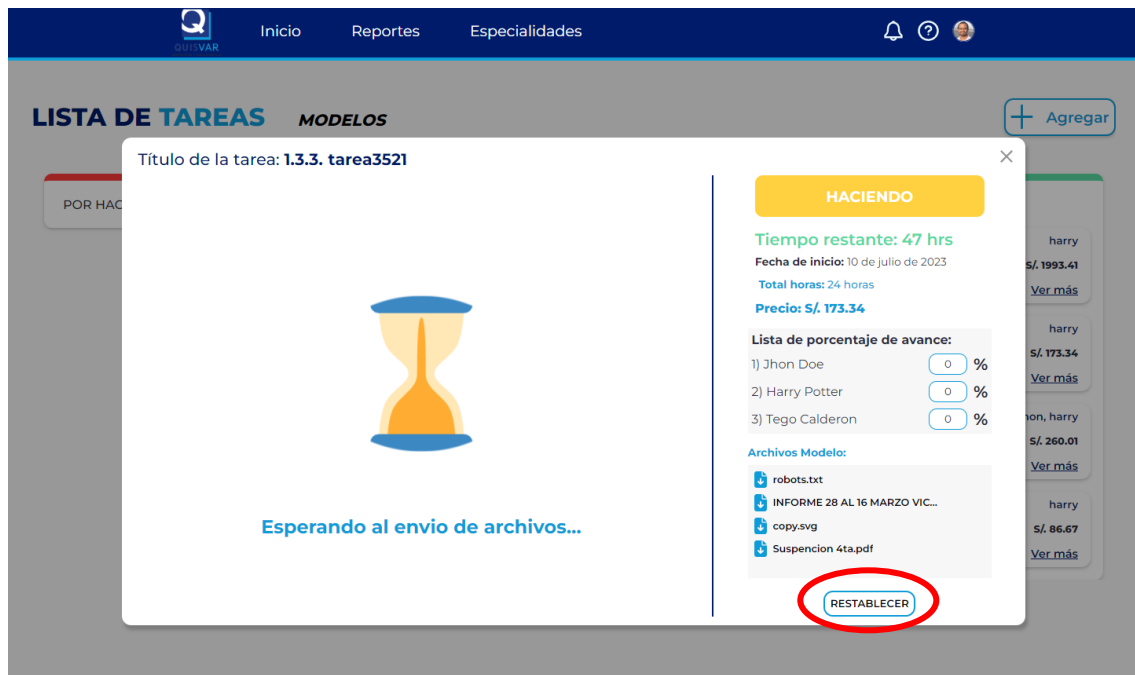 QUISVAR
Inicio Reportes Especialidades
LISTA DE TAREAS MODELOS
Agregar
Título de la tarea: 1.3.3. tarea3521
POR HAC
Esperando al envio de archivos...
HACIENDO
Tiempo restante: 47 hrs
Fecha de inicio: 10 de julio de 2023
Total horas: 24 horas
Precio: S/. 173.34
Lista de porcentaje de avance:
1) Jhon Doe 0 %
2) Harry Potter 0 %
3) Tego Calderon 0 %
Archivos Modelo:
robots.txt
INFORME 28 AL 16 MARZO VIC...
copy.svg
Suspencion 4ta.pdf
RESTABLECER
harry
S/. 1993.41
Ver más
harry
S/. 173.34
Ver más
hon, harry
S/. 260.01
Ver más
harry
S/. 86.67
Ver más